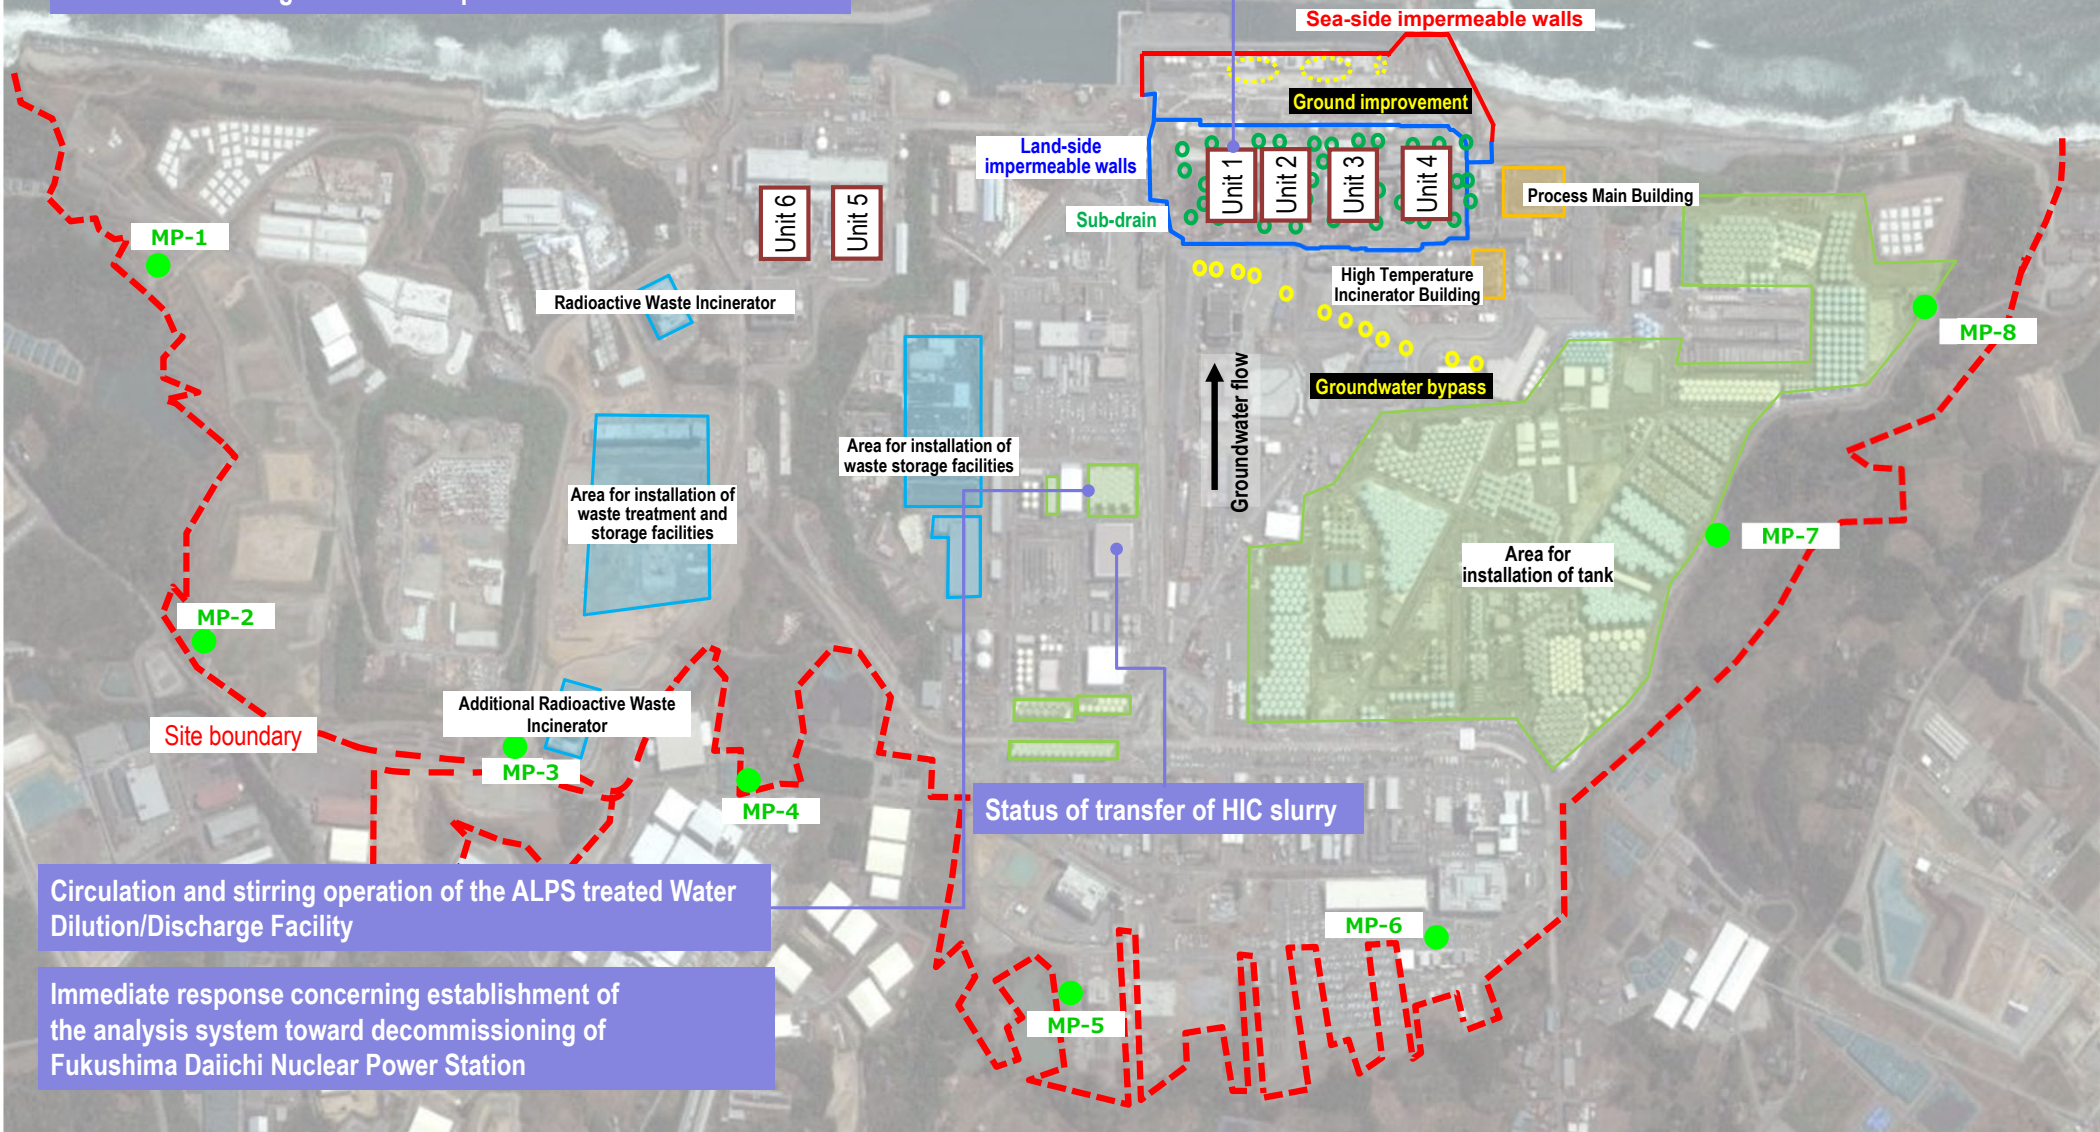 Sea-side impermeable walls
Ground improvement
Land-side
impermeable walls
Unit 1
Unit 2
Unit 3
Unit 4
Process Main Building
Unit 6
Unit 5
Sub-drain
MP-1
High Temperature
Incinerator Building
Radioactive Waste Incinerator
MP-8
Groundwater flow
Groundwater bypass
Area for installation of
waste storage facilities
Area for installation of
waste treatment and
storage facilities
MP-7
Area for
installation of tank
MP-2
Additional Radioactive Waste
Incinerator
Site boundary
MP-3
MP-4
Status of transfer of HIC slurry
Circulation and stirring operation of the ALPS treated Water
Dilution/Discharge Facility
MP-6
Immediate response concerning establishment of
the analysis system toward decommissioning of
Fukushima Daiichi Nuclear Power Station
MP-5